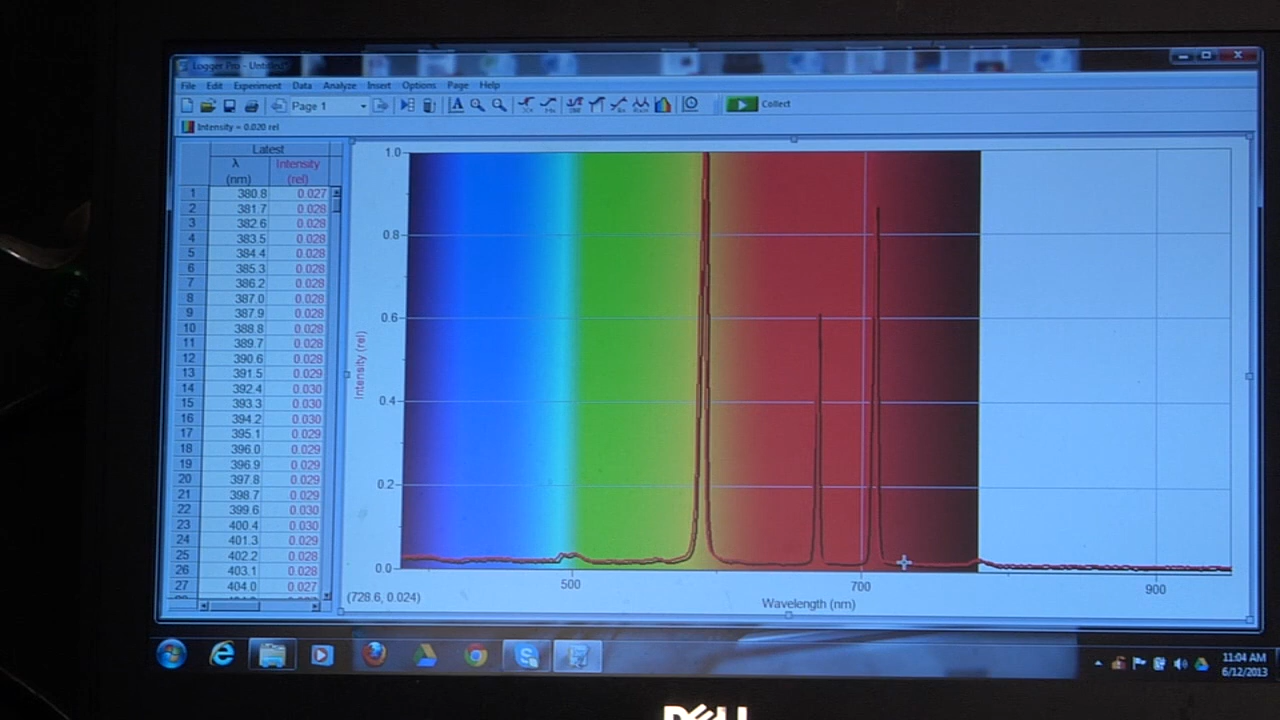 Logger Pro - Untitled*
File Edit Experiment Data Analyze Insert Options Page Help
Page 1 Collect
Intensity = 0.020 rel
Latest
λ Intensity
(nm) (rel)
1 380.8 0.027
2 381.7 0.028
3 382.6 0.028
4 383.5 0.028
5 384.4 0.028
6 385.3 0.028
7 386.2 0.028
8 387.0 0.028
9 387.9 0.028
10 388.8 0.028
11 389.7 0.028
12 390.6 0.028
13 391.5 0.029
14 392.4 0.030
15 393.3 0.030
16 394.2 0.030
17 395.1 0.029
18 396.0 0.029
19 396.9 0.029
20 397.8 0.029
21 398.7 0.029
22 399.6 0.030
23 400.4 0.030
24 401.3 0.029
25 402.2 0.028
26 403.1 0.028
27 404.0 0.027
1.0
0.8
0.6
0.4
0.2
0.0
Intensity (rel)
500 700 900
Wavelength (nm)
(728.6, 0.024)
11:04 AM
6/12/2013
DELL